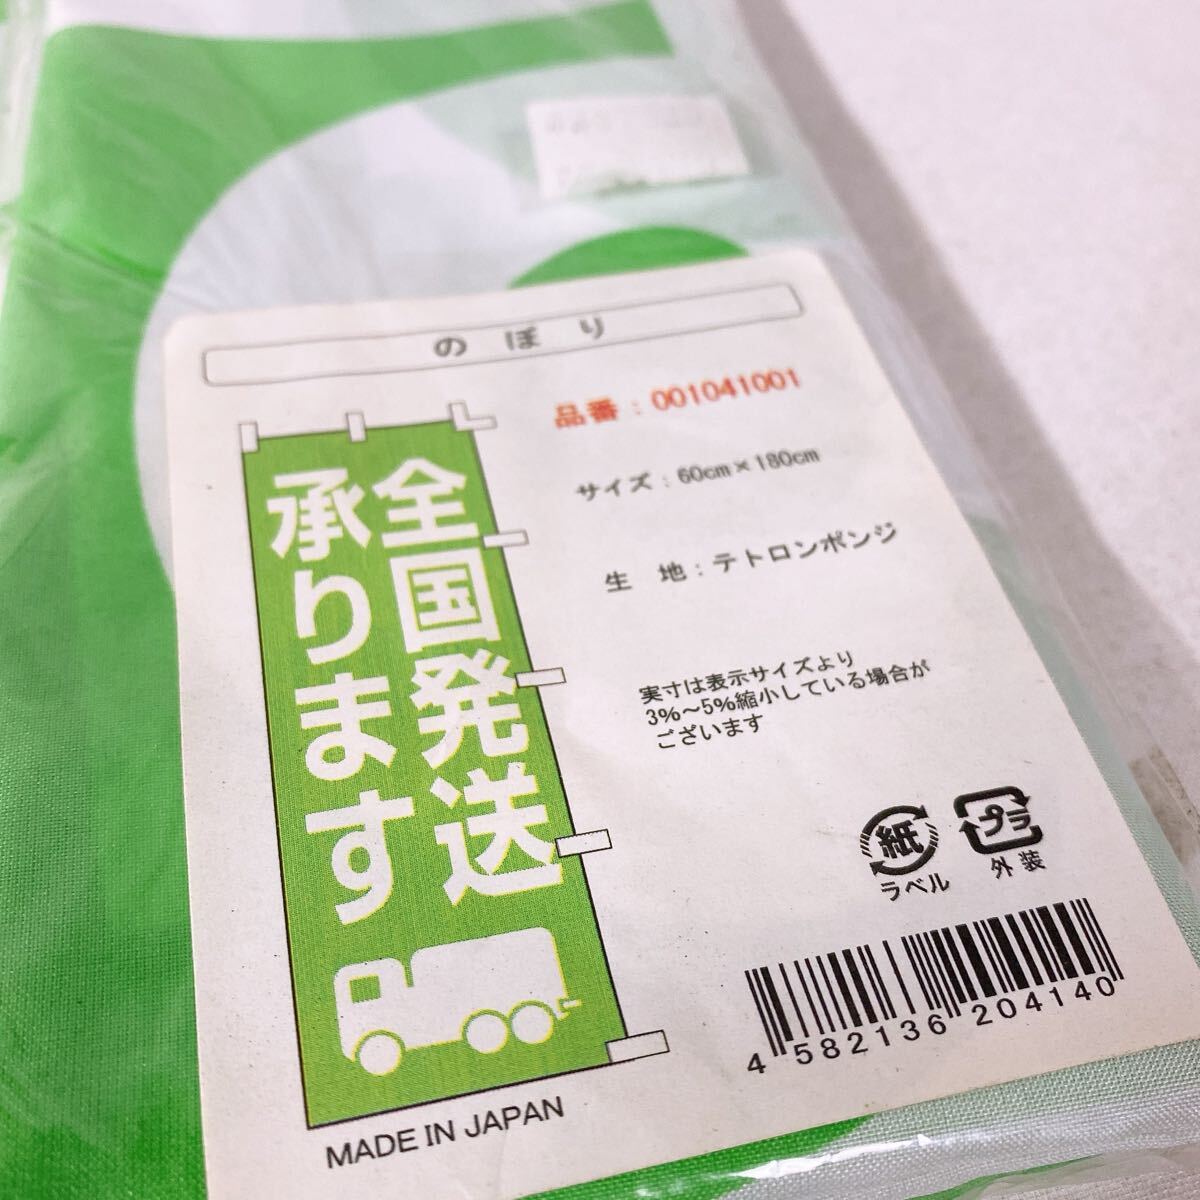 のぼり
品番：001041001
サイズ：60cm×180cm
生　地：テトロンポンジ
実寸は表示サイズより
3%～5%縮小している場合が
ございます
全国発送
承ります
紙
ラベル
プラ
外装
4 582136 204140
MADE IN JAPAN